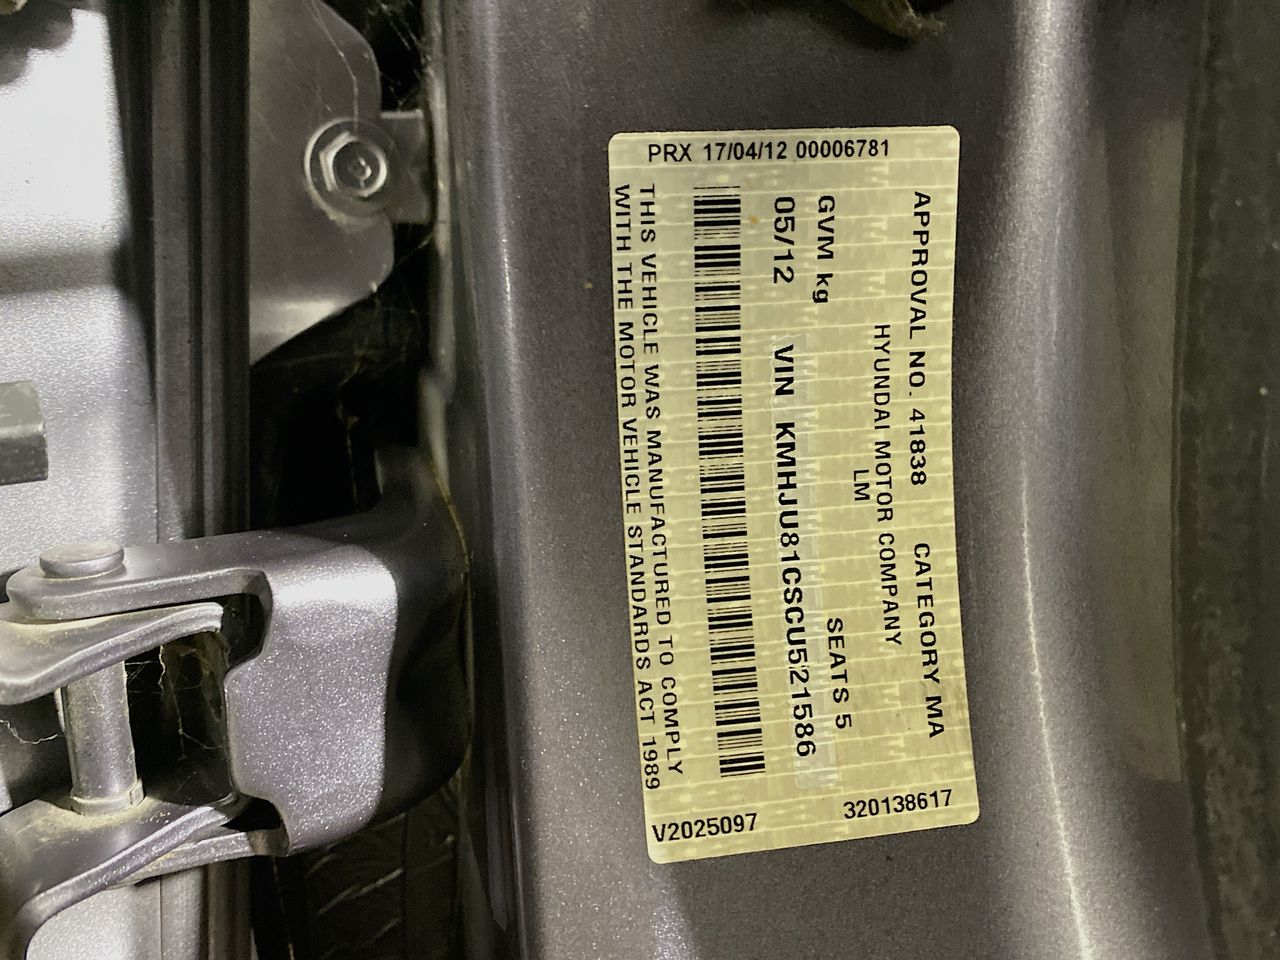 PRX 17/04/12 00006781
APPROVAL NO. 41838 CATEGORY MA
HYUNDAI MOTOR COMPANY
LM
GVM kg SEATS 5
05/12 VIN KMHJU81CSCU521586
THIS VEHICLE WAS MANUFACTURED TO COMPLY
WITH THE MOTOR VEHICLE STANDARDS ACT 1989
V2025097 320138617